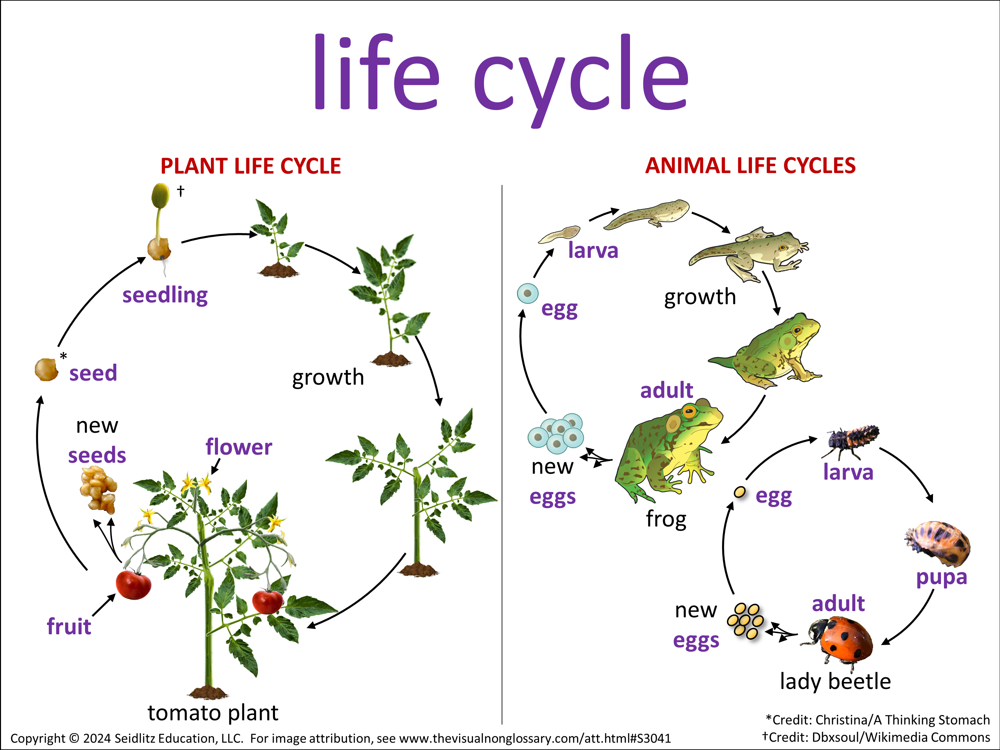 life cycle
PLANT LIFE CYCLE
†
seedling
*
seed
growth
new
seeds
flower
fruit
tomato plant
ANIMAL LIFE CYCLES
larva
egg
growth
adult
new
eggs
frog
larva
egg
pupa
adult
new
eggs
lady beetle
*Credit: Christina/A Thinking Stomach
†Credit: Dbxsoul/Wikimedia Commons
Copyright © 2024 Seidlitz Education, LLC.  For image attribution, see www.thevisualnonglossary.com/att.html#S3041